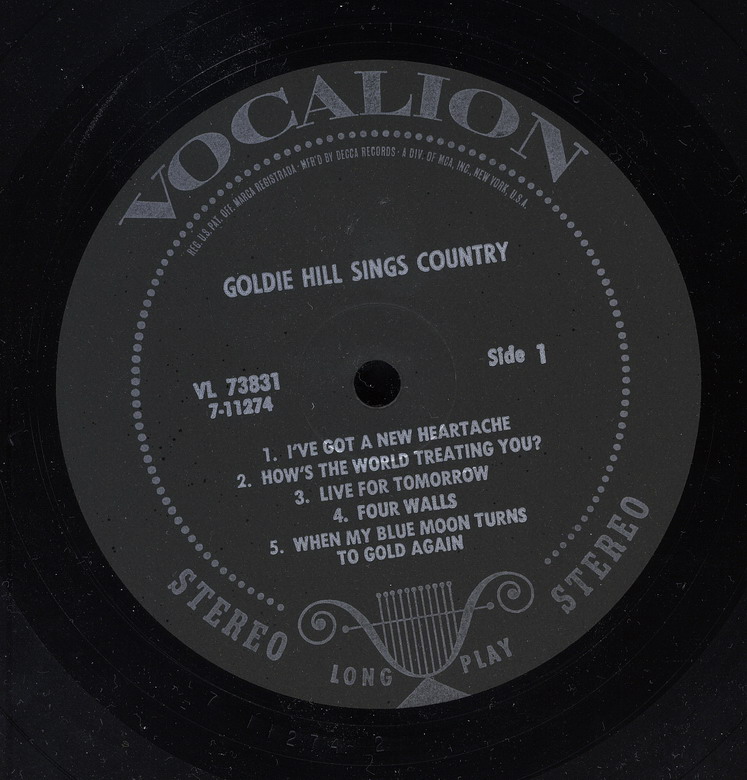 VOCALION
REG. U.S. PAT. OFF. MARCA REGISTRADA · MFR'D BY DECCA RECORDS · A DIV. OF MCA, INC., NEW YORK, U.S.A.
GOLDIE HILL SINGS COUNTRY
VL 73831
7-11274
Side 1
1. I'VE GOT A NEW HEARTACHE
2. HOW'S THE WORLD TREATING YOU?
3. LIVE FOR TOMORROW
4. FOUR WALLS
5. WHEN MY BLUE MOON TURNS
TO GOLD AGAIN
STEREO
LONG PLAY
STEREO